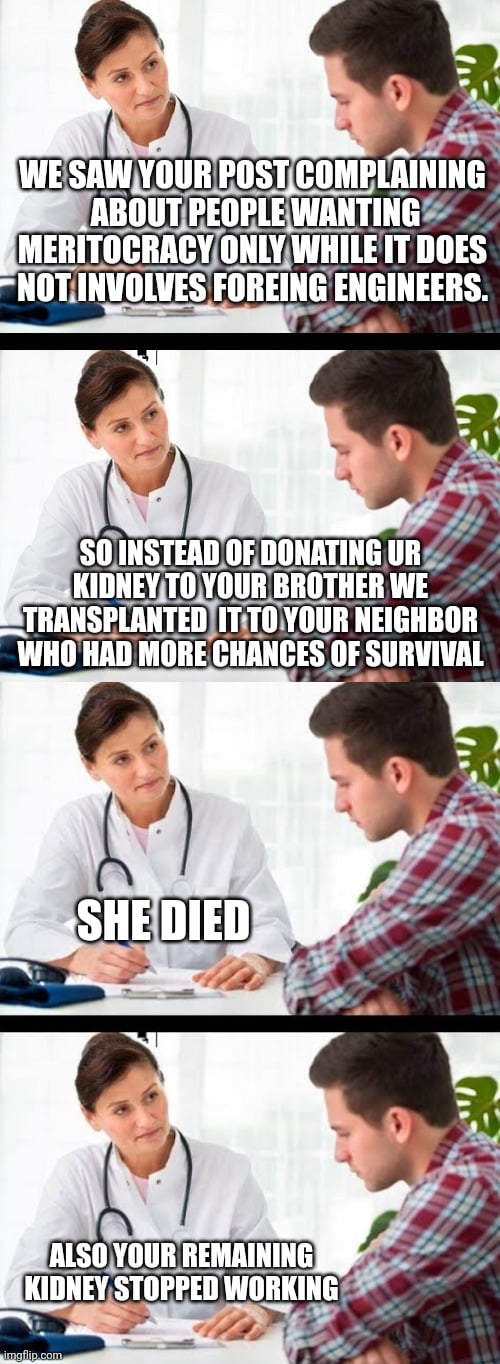 WE SAW YOUR POST COMPLAINING
ABOUT PEOPLE WANTING
MERITOCRACY ONLY WHILE IT DOES
NOT INVOLVES FOREING ENGINEERS.
SO INSTEAD OF DONATING UR
KIDNEY TO YOUR BROTHER WE
TRANSPLANTED IT TO YOUR NEIGHBOR
WHO HAD MORE CHANCES OF SURVIVAL
SHE DIED
ALSO YOUR REMAINING
KIDNEY STOPPED WORKING
imgflip.com